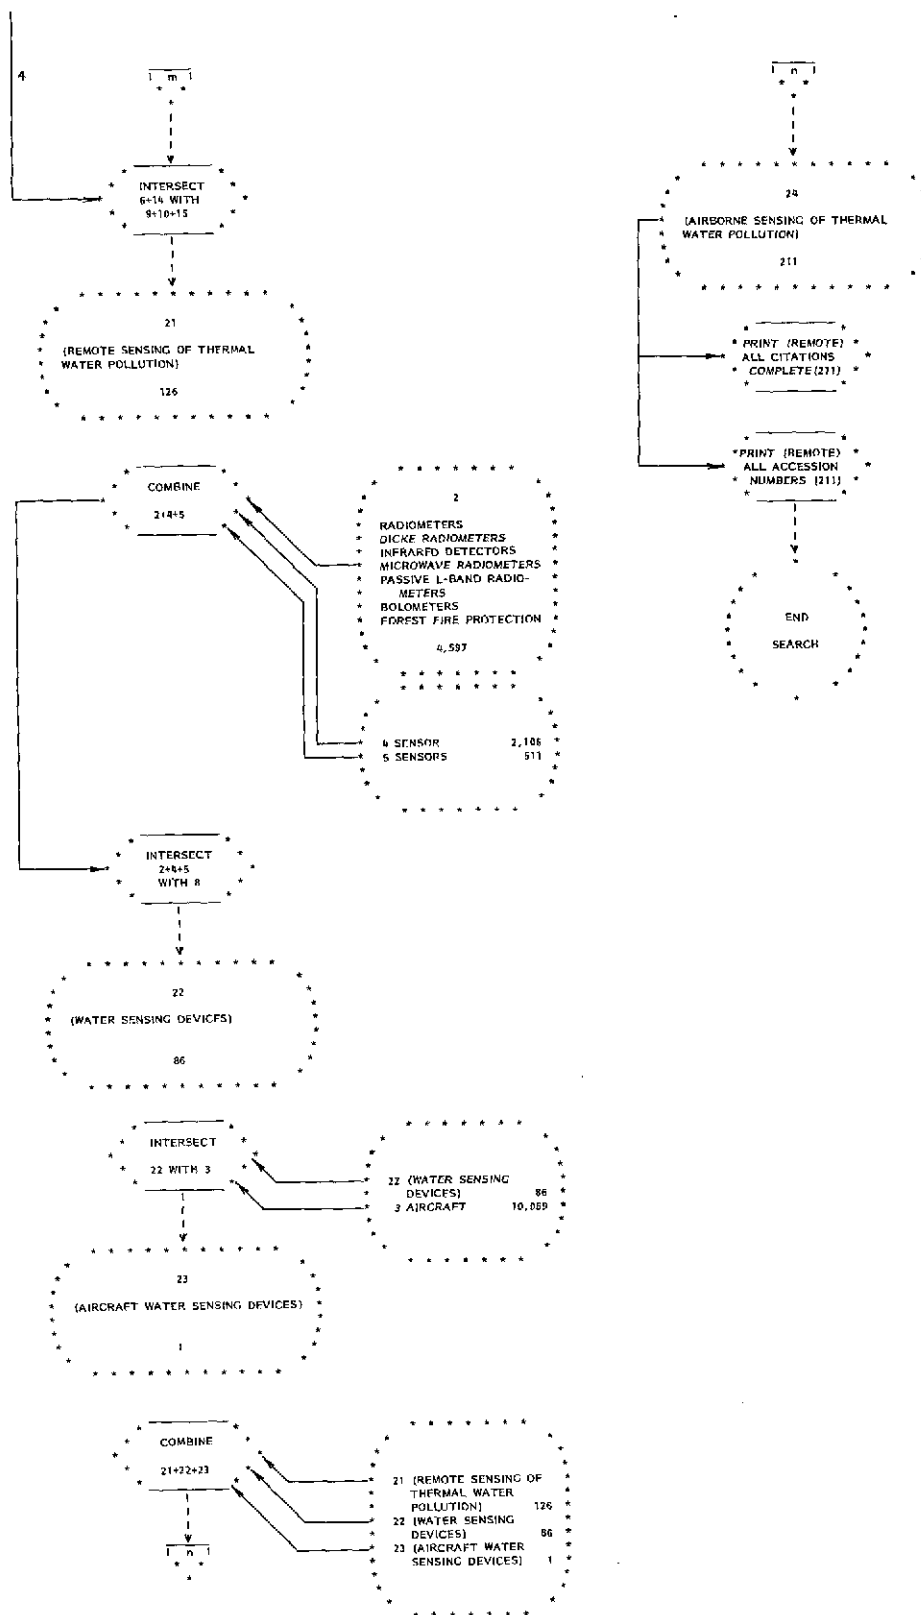 4
m
INTERSECT
6+14 WITH
9+10+15
21
(REMOTE SENSING OF THERMAL
WATER POLLUTION)
126
COMBINE
2+4+5
2
RADIOMETERS
DICKE RADIOMETERS
INFRARED DETECTORS
MICROWAVE RADIOMETERS
PASSIVE L-BAND RADIO-
METERS
BOLOMETERS
FOREST FIRE PROTECTION
4,597
4 SENSOR 2,106
5 SENSORS 511
INTERSECT
2+4+5
WITH 8
22
(WATER SENSING DEVICES)
86
INTERSECT
22 WITH 3
22 (WATER SENSING
DEVICES) 86
3 AIRCRAFT
23
(AIRCRAFT WATER SENSING DEVICES)
1
COMBINE
21+22+23
21 (REMOTE SENSING OF
THERMAL WATER
POLLUTION) 126
22 (WATER SENSING
DEVICES) 86
23 (AIRCRAFT WATER
SENSING DEVICES) 1
n
n
24
(AIRBORNE SENSING OF THERMAL
WATER POLLUTION)
211
PRINT (REMOTE)
ALL CITATIONS
COMPLETE (211)
PRINT (REMOTE)
ALL ACCESSION
NUMBERS (211)
END
SEARCH